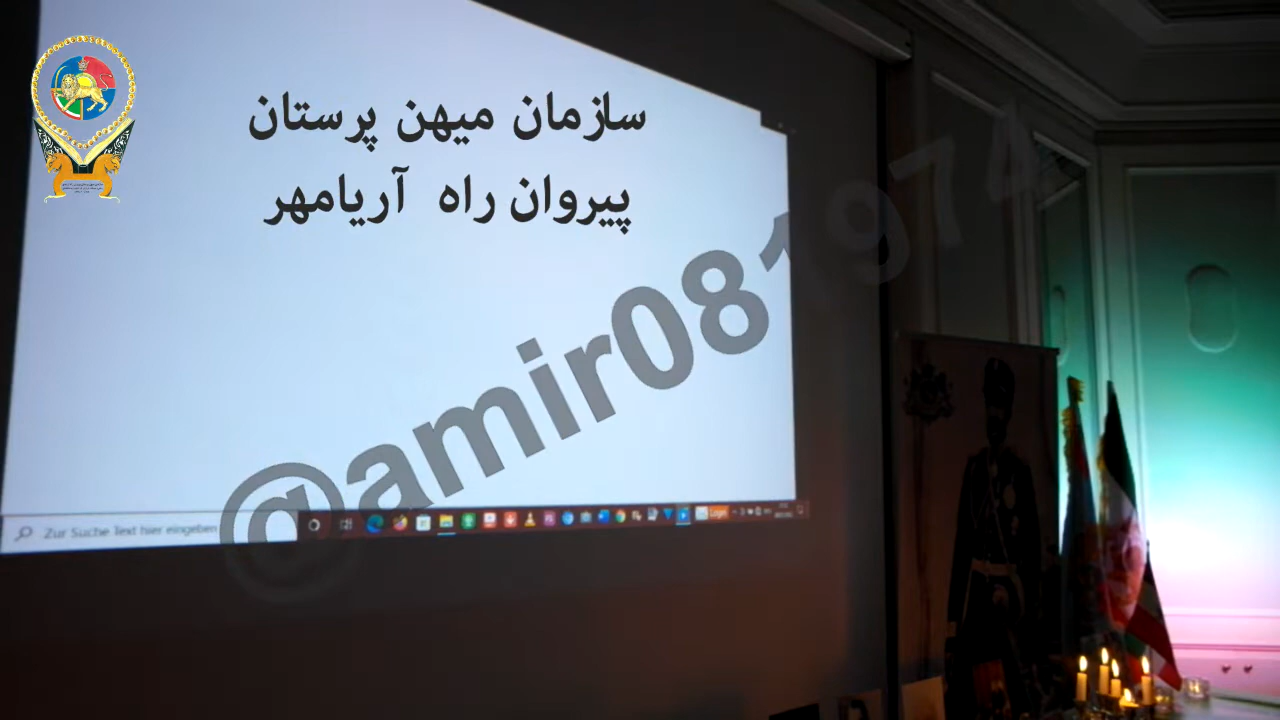 سازمان میهن پرستان
پیروان راه آریامهر
@amir081974
Zur Suche Text hier eingeben